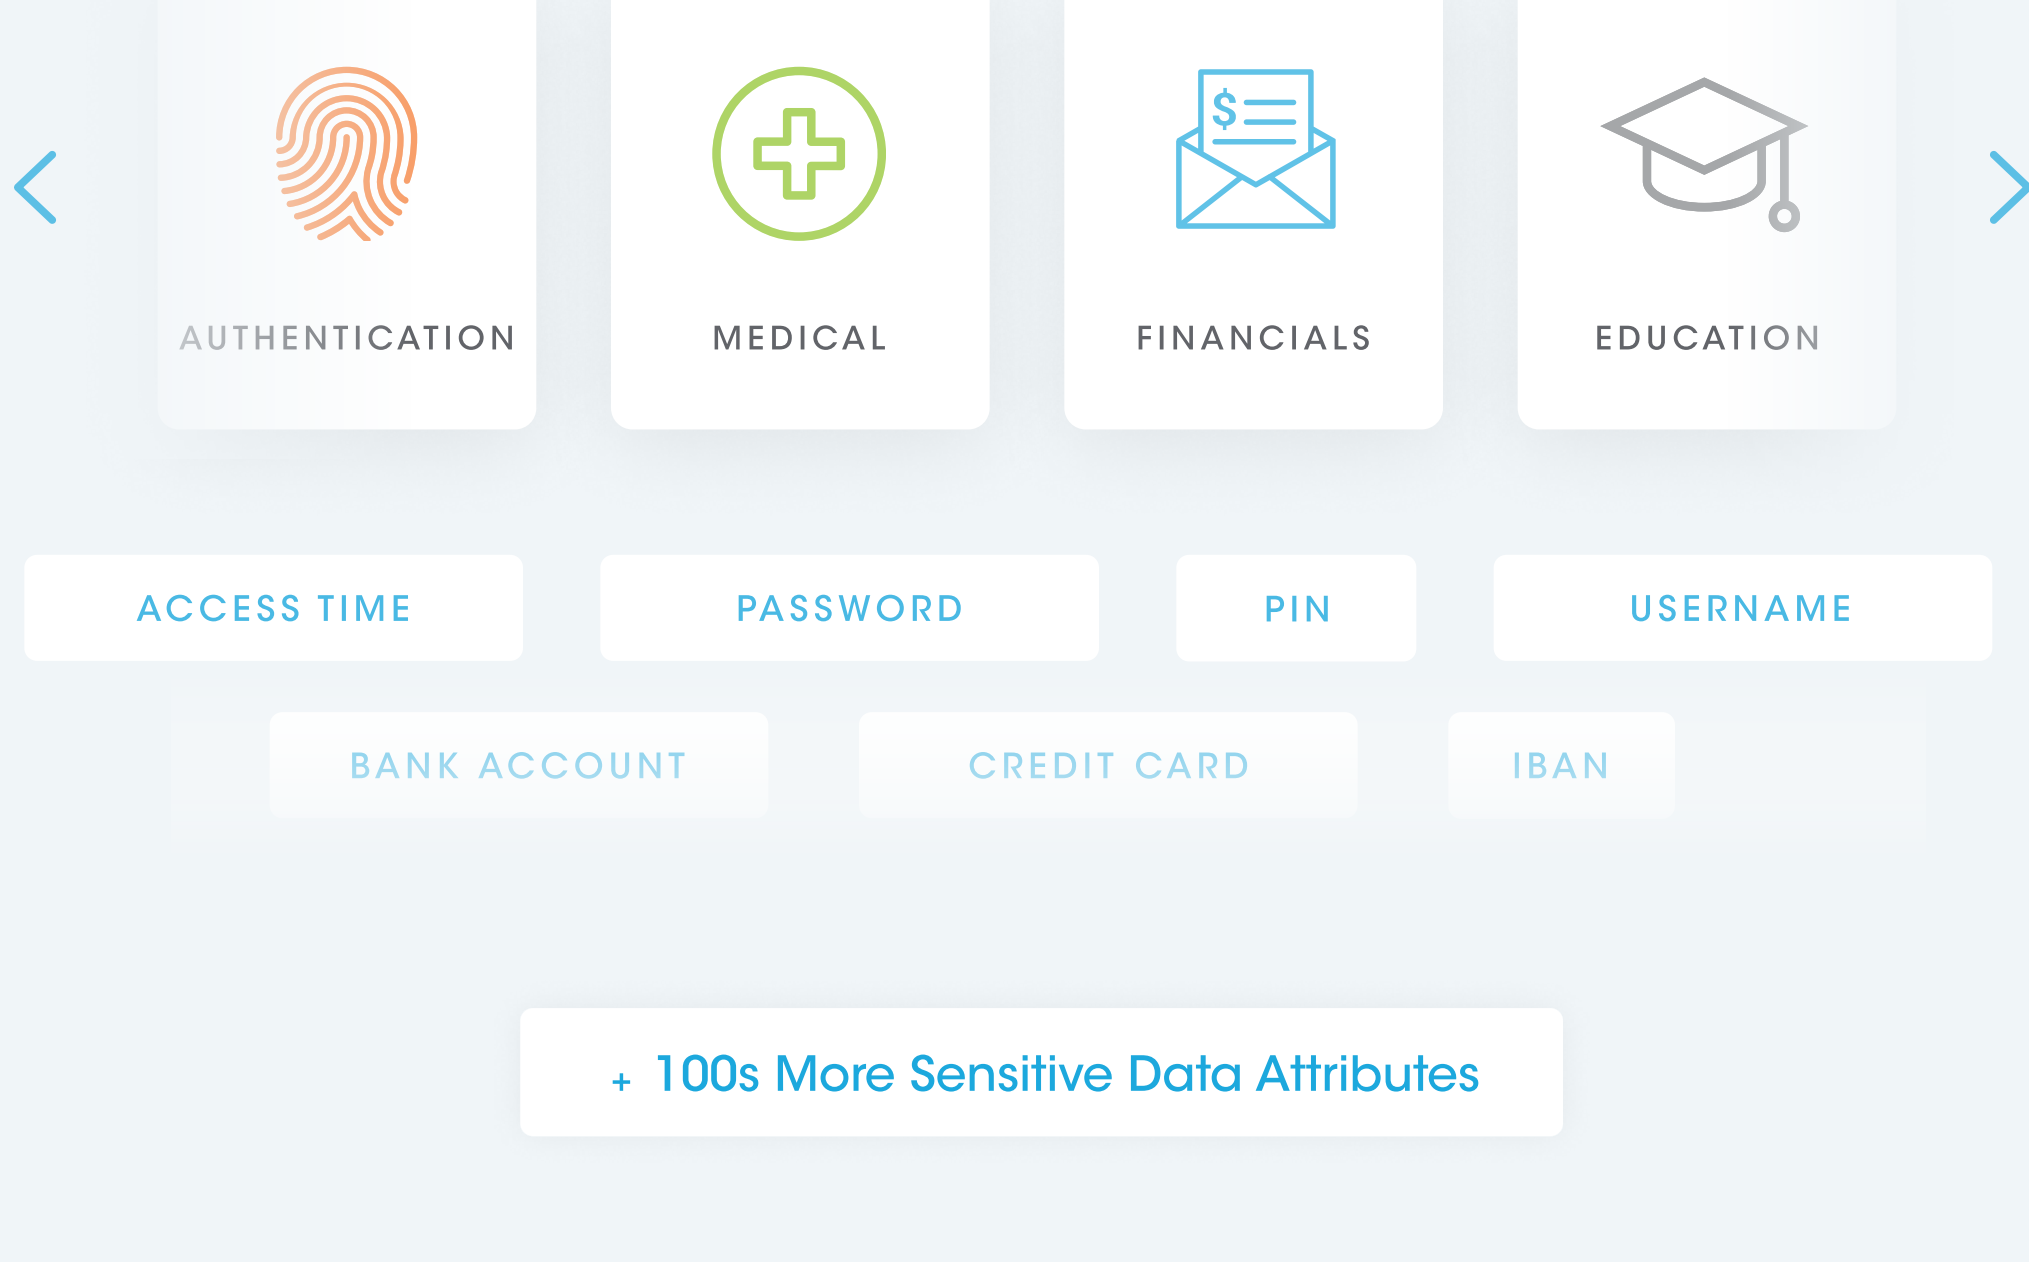 AUTHENTICATION
MEDICAL
$
FINANCIALS
EDUCATION
ACCESS TIME
PASSWORD
PIN
USERNAME
BANK ACCOUNT
CREDIT CARD
IBAN
+ 100s More Sensitive Data Attributes